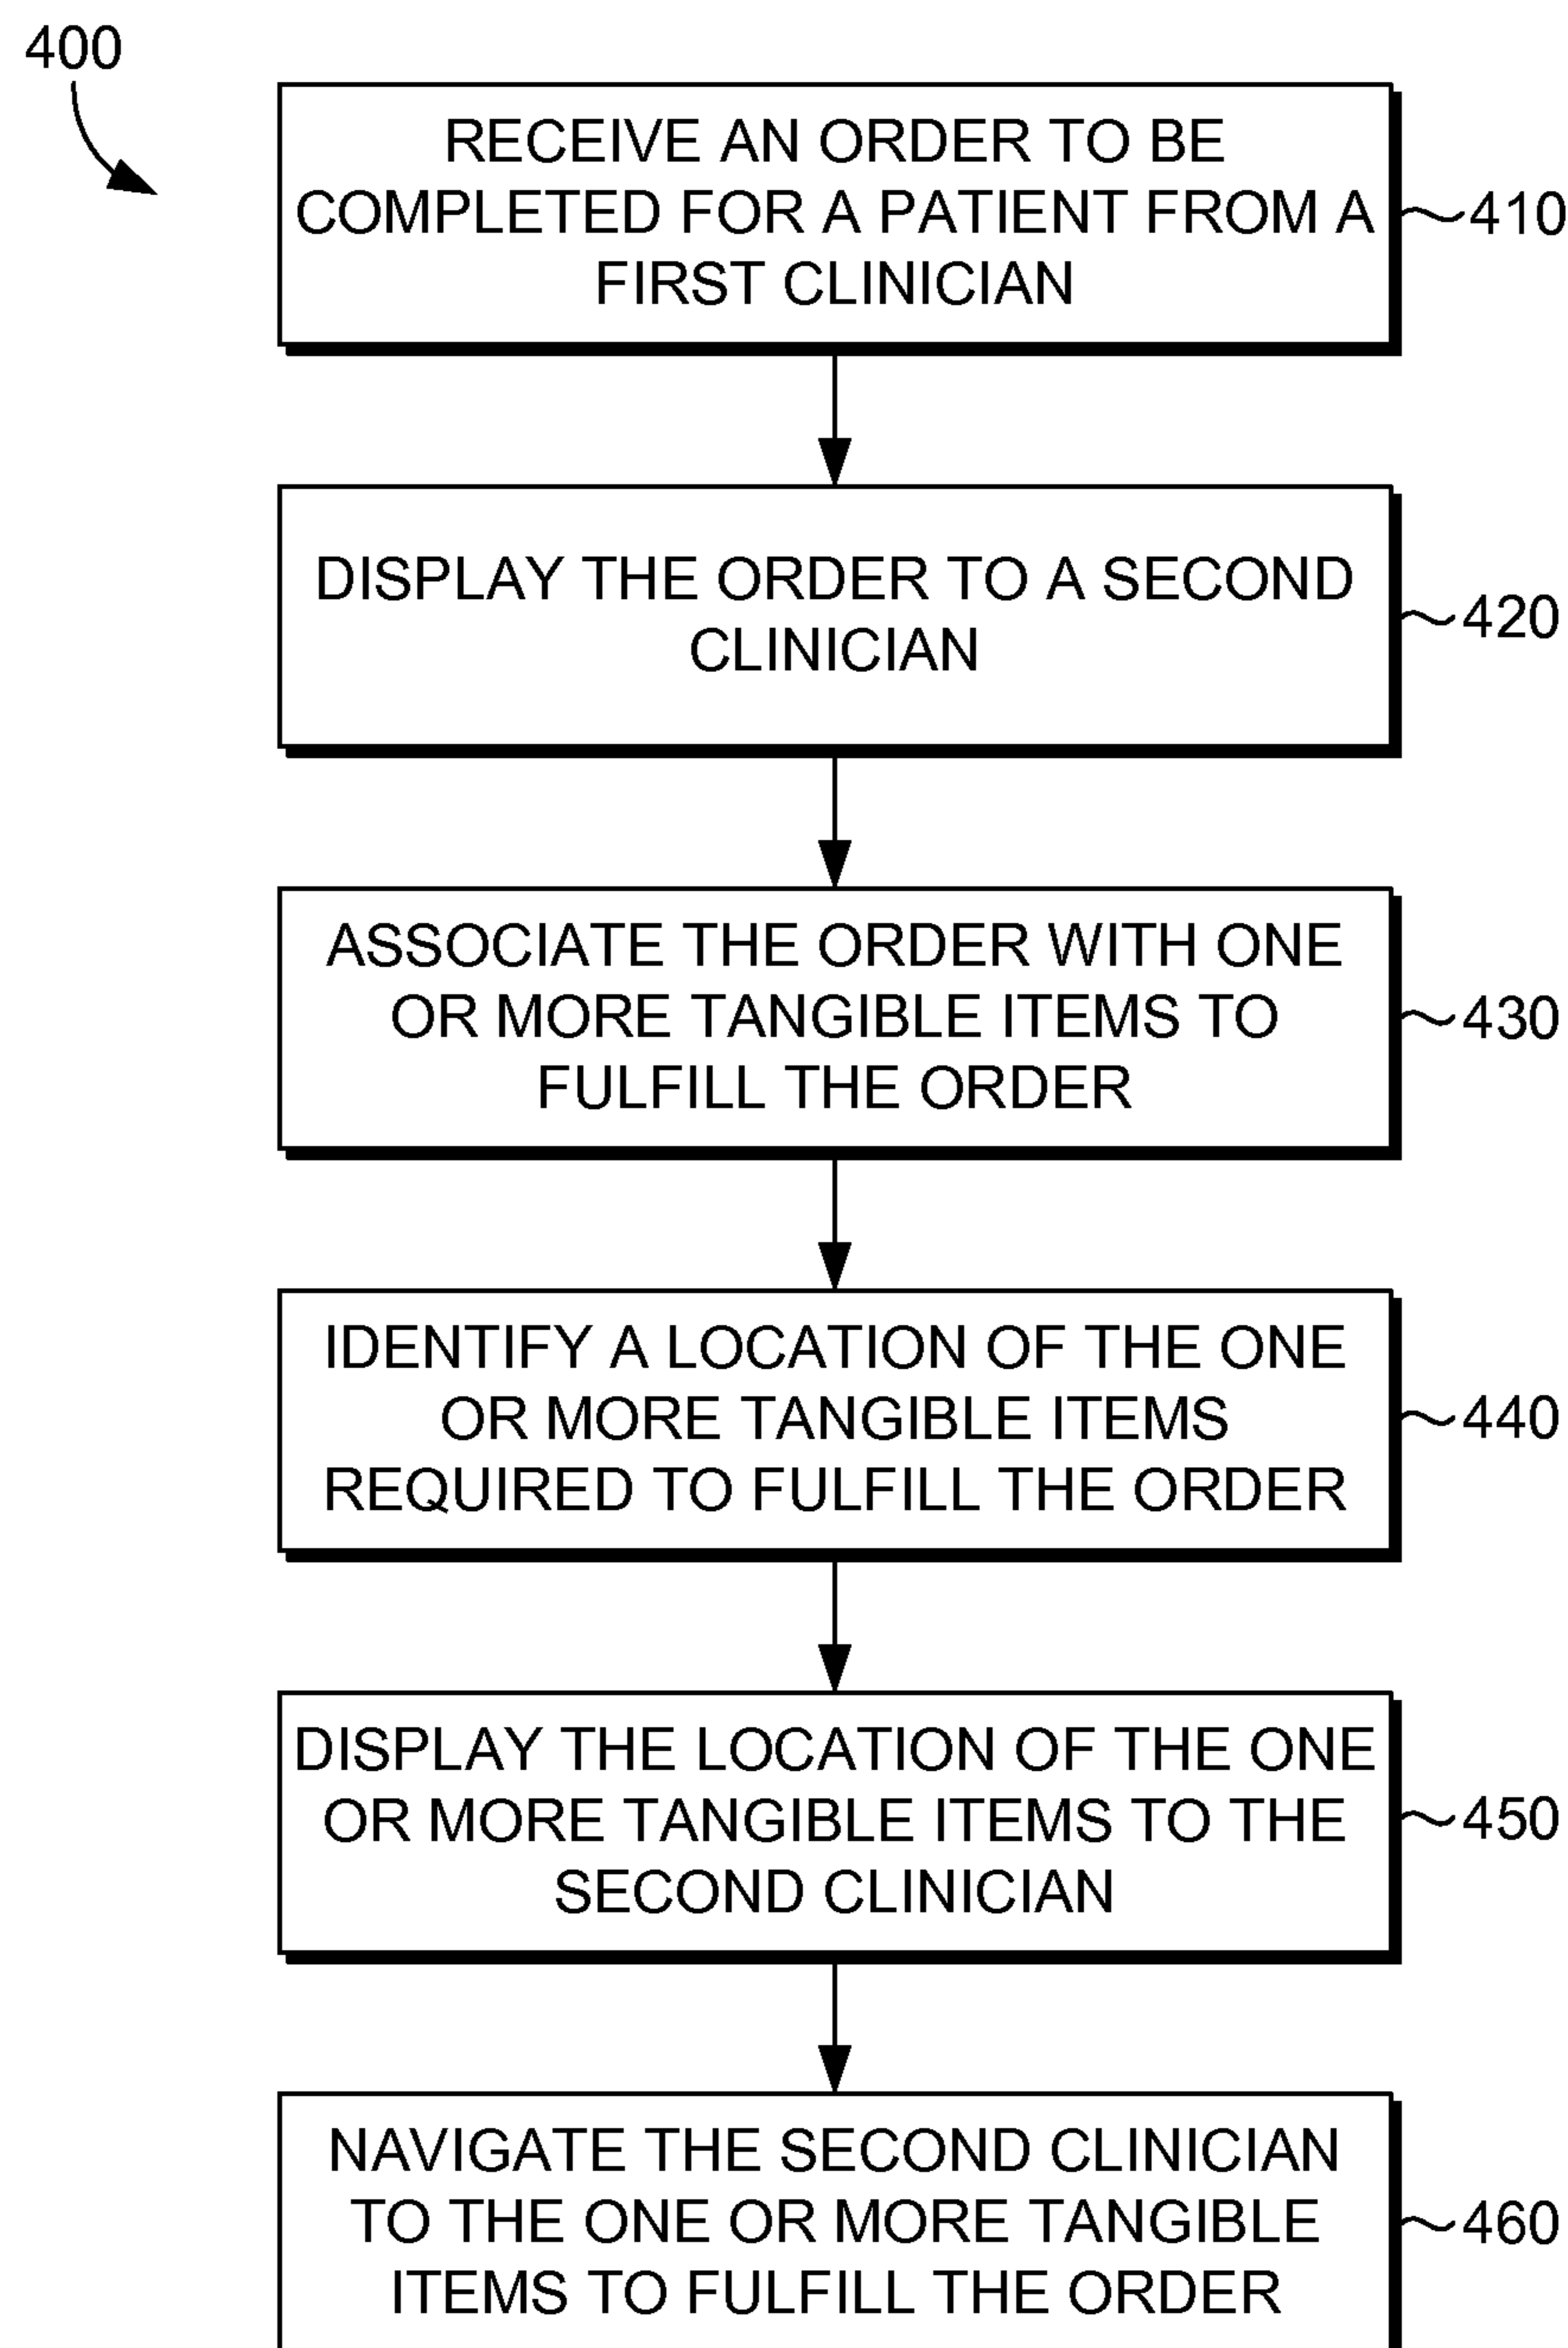 400
RECEIVE AN ORDER TO BE
COMPLETED FOR A PATIENT FROM A
FIRST CLINICIAN
410
DISPLAY THE ORDER TO A SECOND
CLINICIAN
420
ASSOCIATE THE ORDER WITH ONE
OR MORE TANGIBLE ITEMS TO
FULFILL THE ORDER
430
IDENTIFY A LOCATION OF THE ONE
OR MORE TANGIBLE ITEMS
REQUIRED TO FULFILL THE ORDER
440
DISPLAY THE LOCATION OF THE ONE
OR MORE TANGIBLE ITEMS TO THE
SECOND CLINICIAN
450
NAVIGATE THE SECOND CLINICIAN
TO THE ONE OR MORE TANGIBLE
ITEMS TO FULFILL THE ORDER
460